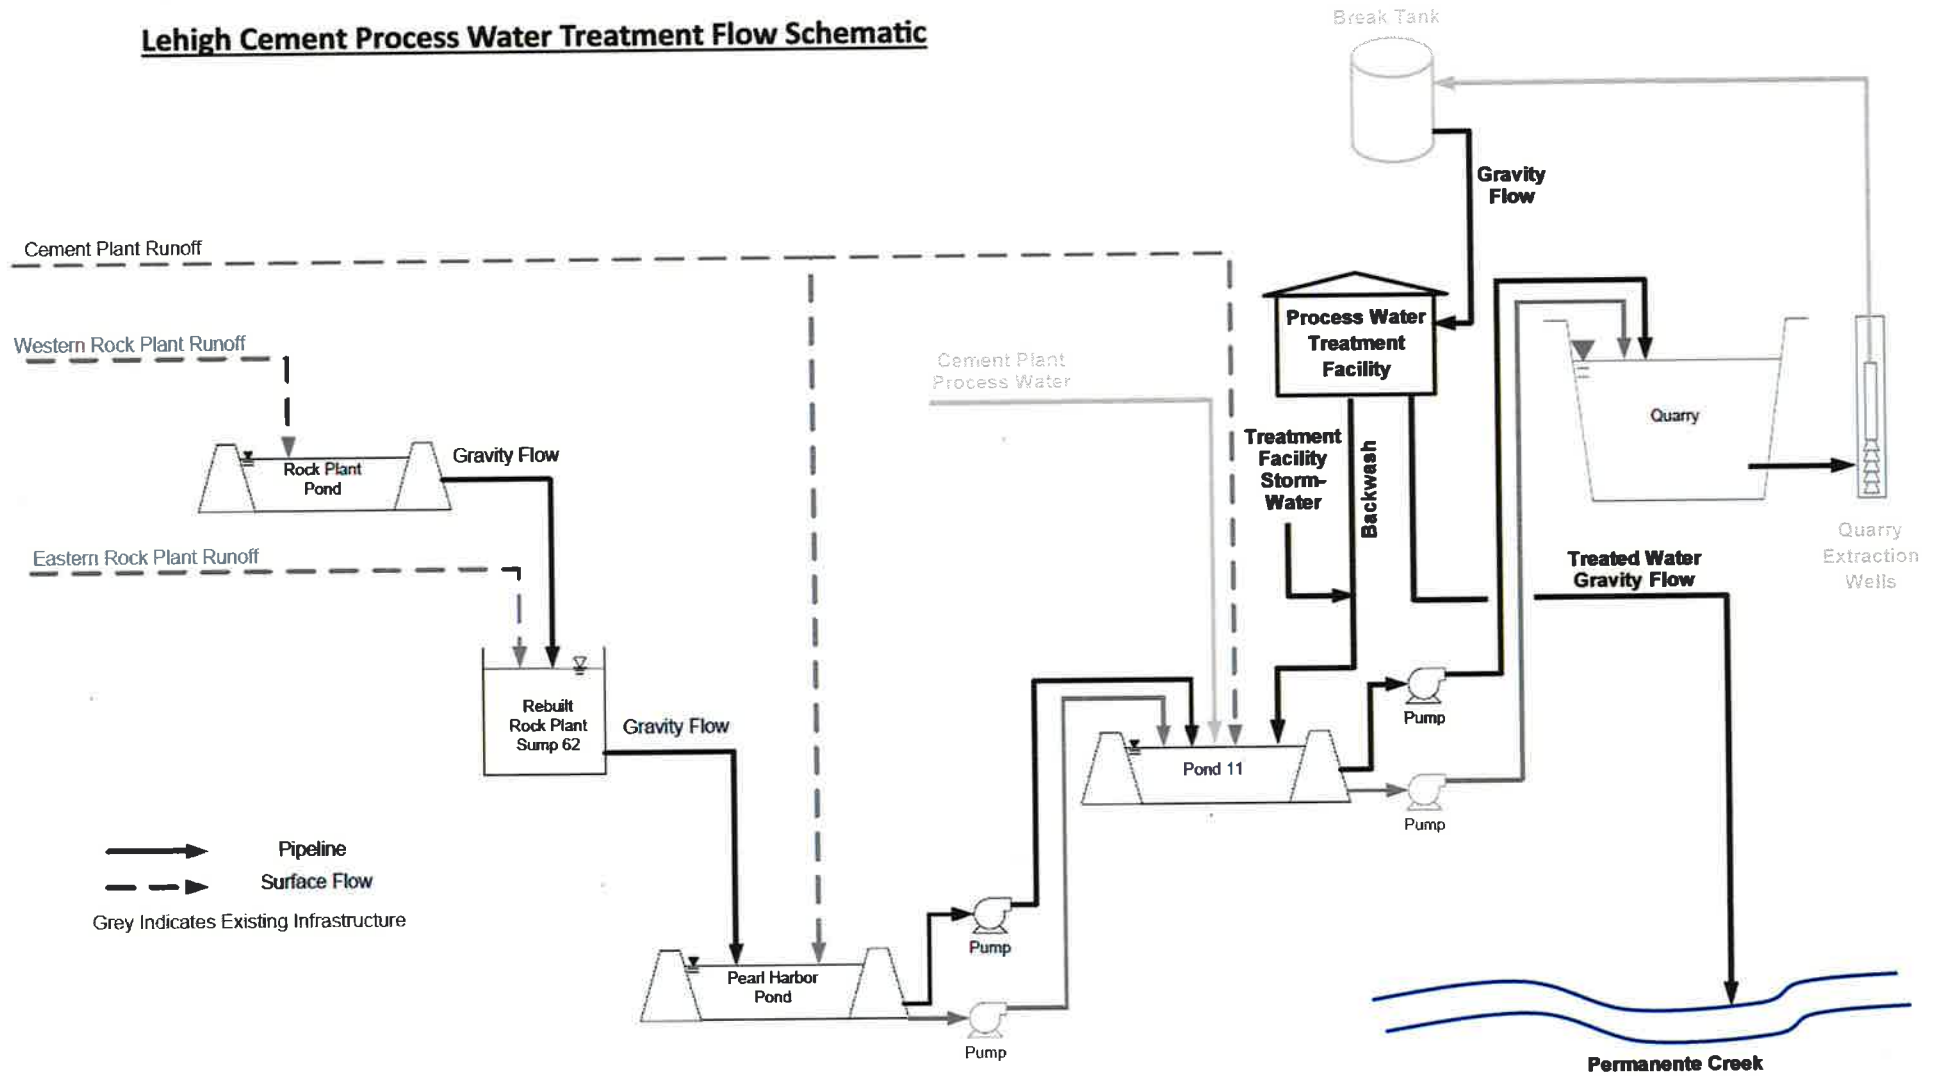 Lehigh Cement Process Water Treatment Flow Schematic
Break Tank
Gravity
Flow
Cement Plant Runoff
Western Rock Plant Runoff
Process Water
Treatment
Facility
Cement Plant
Process Water
Quarry
Rock Plant
Pond
Gravity Flow
Treatment
Facility
Storm-
Water
Backwash
Quarry
Extraction
Wells
Eastern Rock Plant Runoff
Treated Water
Gravity Flow
Rebuilt
Rock Plant
Sump 62
Gravity Flow
Pump
Pond 11
Pump
Pipeline
Surface Flow
Grey Indicates Existing Infrastructure
Pump
Pearl Harbor
Pond
Pump
Permanente Creek